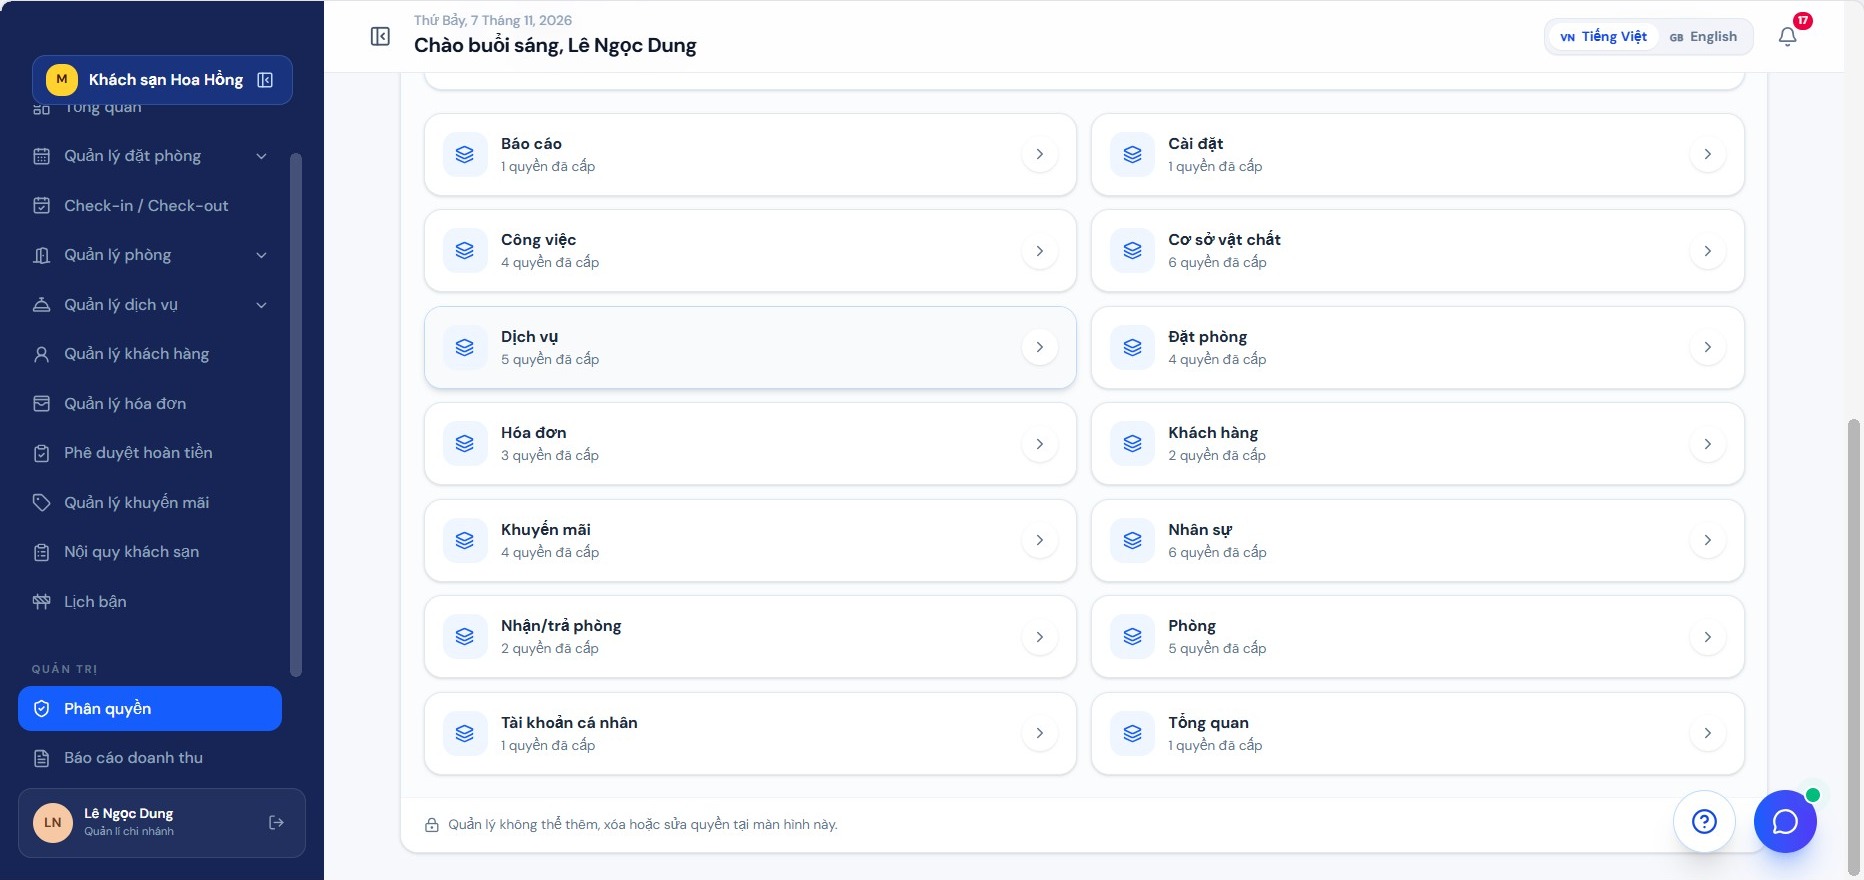 Khách sạn Hoa Hồng
M
Tổng quan
Quản lý đặt phòng
Check-in / Check-out
Quản lý phòng
Quản lý dịch vụ
Quản lý khách hàng
Quản lý hóa đơn
Phê duyệt hoàn tiền
Quản lý khuyến mãi
Nội quy khách sạn
Lịch bận
QUẢN TRỊ
Phân quyền
Báo cáo doanh thu
LN
Lê Ngọc Dung
Quản lí chi nhánh
Thứ Bảy, 7 Tháng 11, 2026
Chào buổi sáng, Lê Ngọc Dung
VN Tiếng Việt
GB English
17
Báo cáo
1 quyền đã cấp
Cài đặt
1 quyền đã cấp
Công việc
4 quyền đã cấp
Cơ sở vật chất
6 quyền đã cấp
Dịch vụ
5 quyền đã cấp
Đặt phòng
4 quyền đã cấp
Hóa đơn
3 quyền đã cấp
Khách hàng
2 quyền đã cấp
Khuyến mãi
4 quyền đã cấp
Nhân sự
6 quyền đã cấp
Nhận/trả phòng
2 quyền đã cấp
Phòng
5 quyền đã cấp
Tài khoản cá nhân
1 quyền đã cấp
Tổng quan
1 quyền đã cấp
Quản lý không thể thêm, xóa hoặc sửa quyền tại màn hình này.